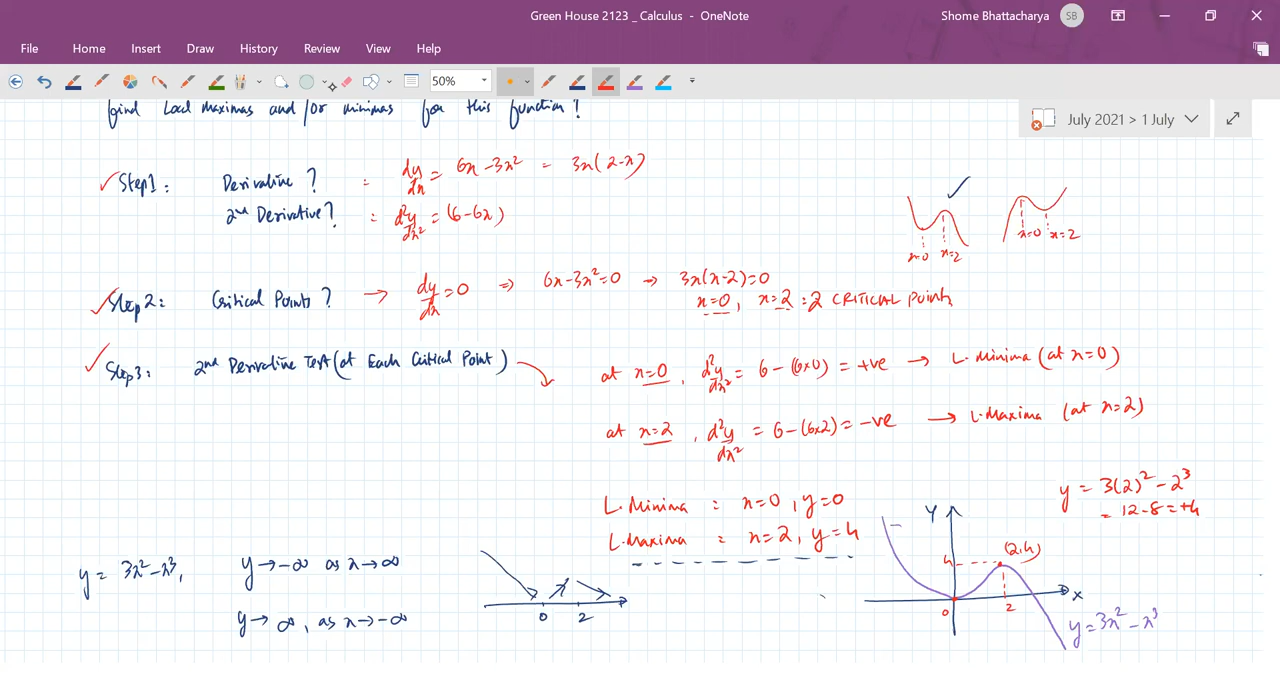 Green House 2123 _ Calculus - OneNote
Shome Bhattacharya SB
File Home Insert Draw History Review View Help
50%
July 2021 > 1 July
find Local Maximas and /or minimas for this function?
Step1: Derivative? : dy/dx = 6x - 3x² = 3x(2-x)
2nd Derivative? : d²y/dx² = (6-6x)
x=0 x=2
x=0 x=2
Step2: Critical Points? → dy/dx = 0 ⇒ 6x-3x²=0 → 3x(x-2)=0
x=0, x=2 : 2 CRITICAL Points
Step3: 2nd Derivative Test (at Each Critical Point)
at x=0, d²y/dx² = 6-(6x0) = +ve → L.Minima (at x=0)
at x=2, d²y/dx² = 6-(6x2) = -ve → L.Maxima (at x=2)
L.Minima : x=0, y=0
L.Maxima : x=2, y=4
y = 3(2)² - 2³
= 12-8 = +4
y = 3x²-x³, y→-∞ as x→∞
y→ ∞, as x→-∞
0 2
Y
4 (2,4)
0 2 X
y=3x²-x³